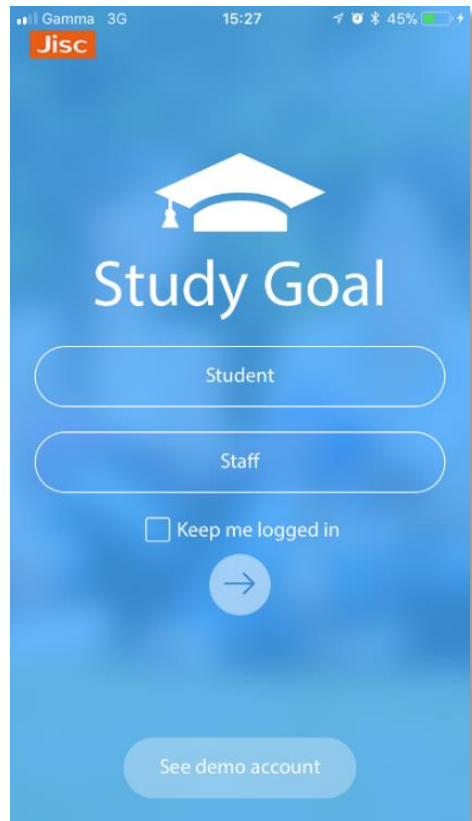 Gamma 3G 15:27 45%
Jisc
Study Goal
Student
Staff
Keep me logged in
See demo account